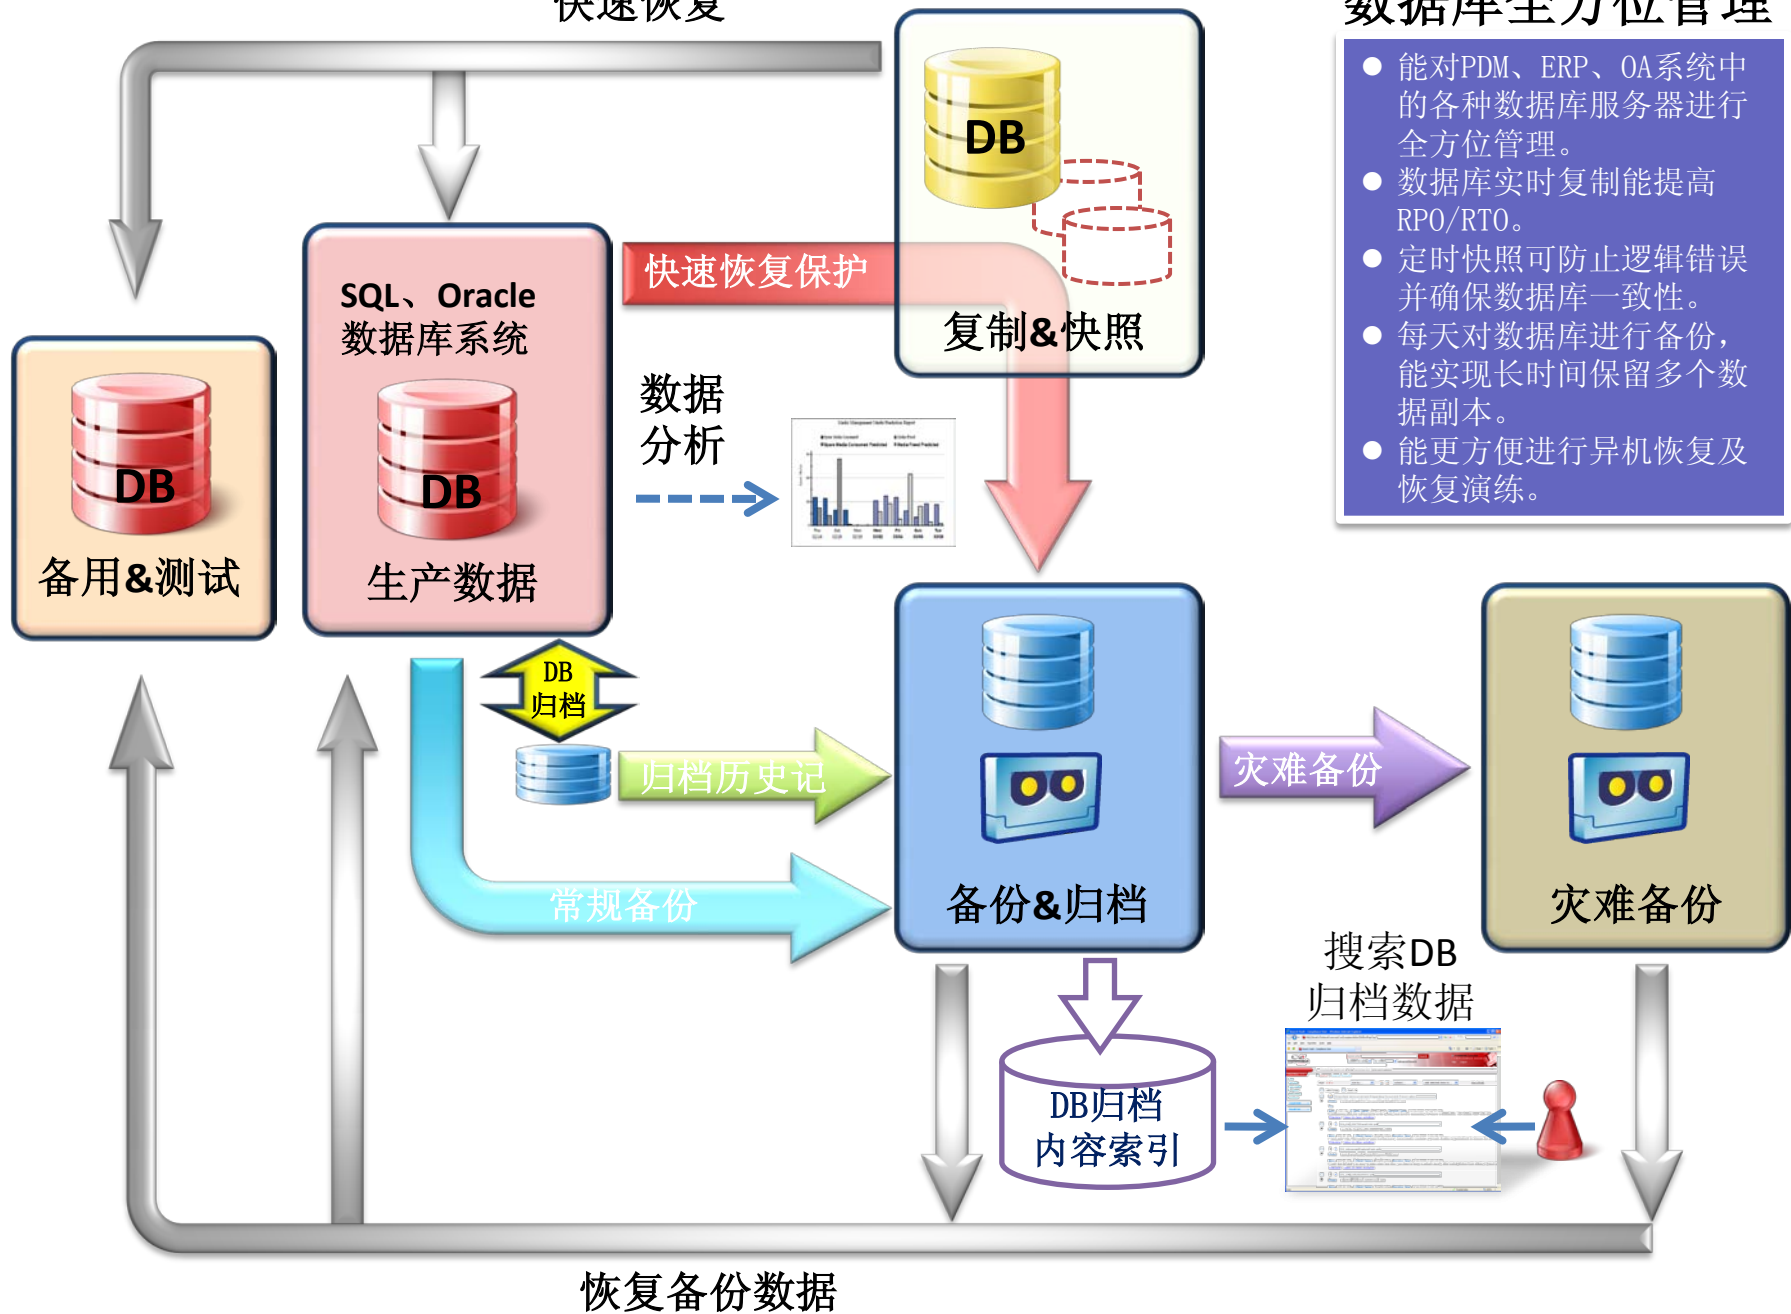 快速恢复
数据库全方位管理
能对PDM、ERP、OA系统中
的各种数据库服务器进行
全方位管理。
数据库实时复制能提高
RPO/RTO。
定时快照可防止逻辑错误
并确保数据库一致性。
每天对数据库进行备份，
能实现长时间保留多个数
据副本。
能更方便进行异机恢复及
恢复演练。
DB
复制&快照
快速恢复保护
SQL、Oracle
数据库系统
DB
生产数据
DB
备用&测试
数据
分析
DB
归档
归档历史记
常规备份
备份&归档
灾难备份
灾难备份
搜索DB
归档数据
DB归档
内容索引
恢复备份数据